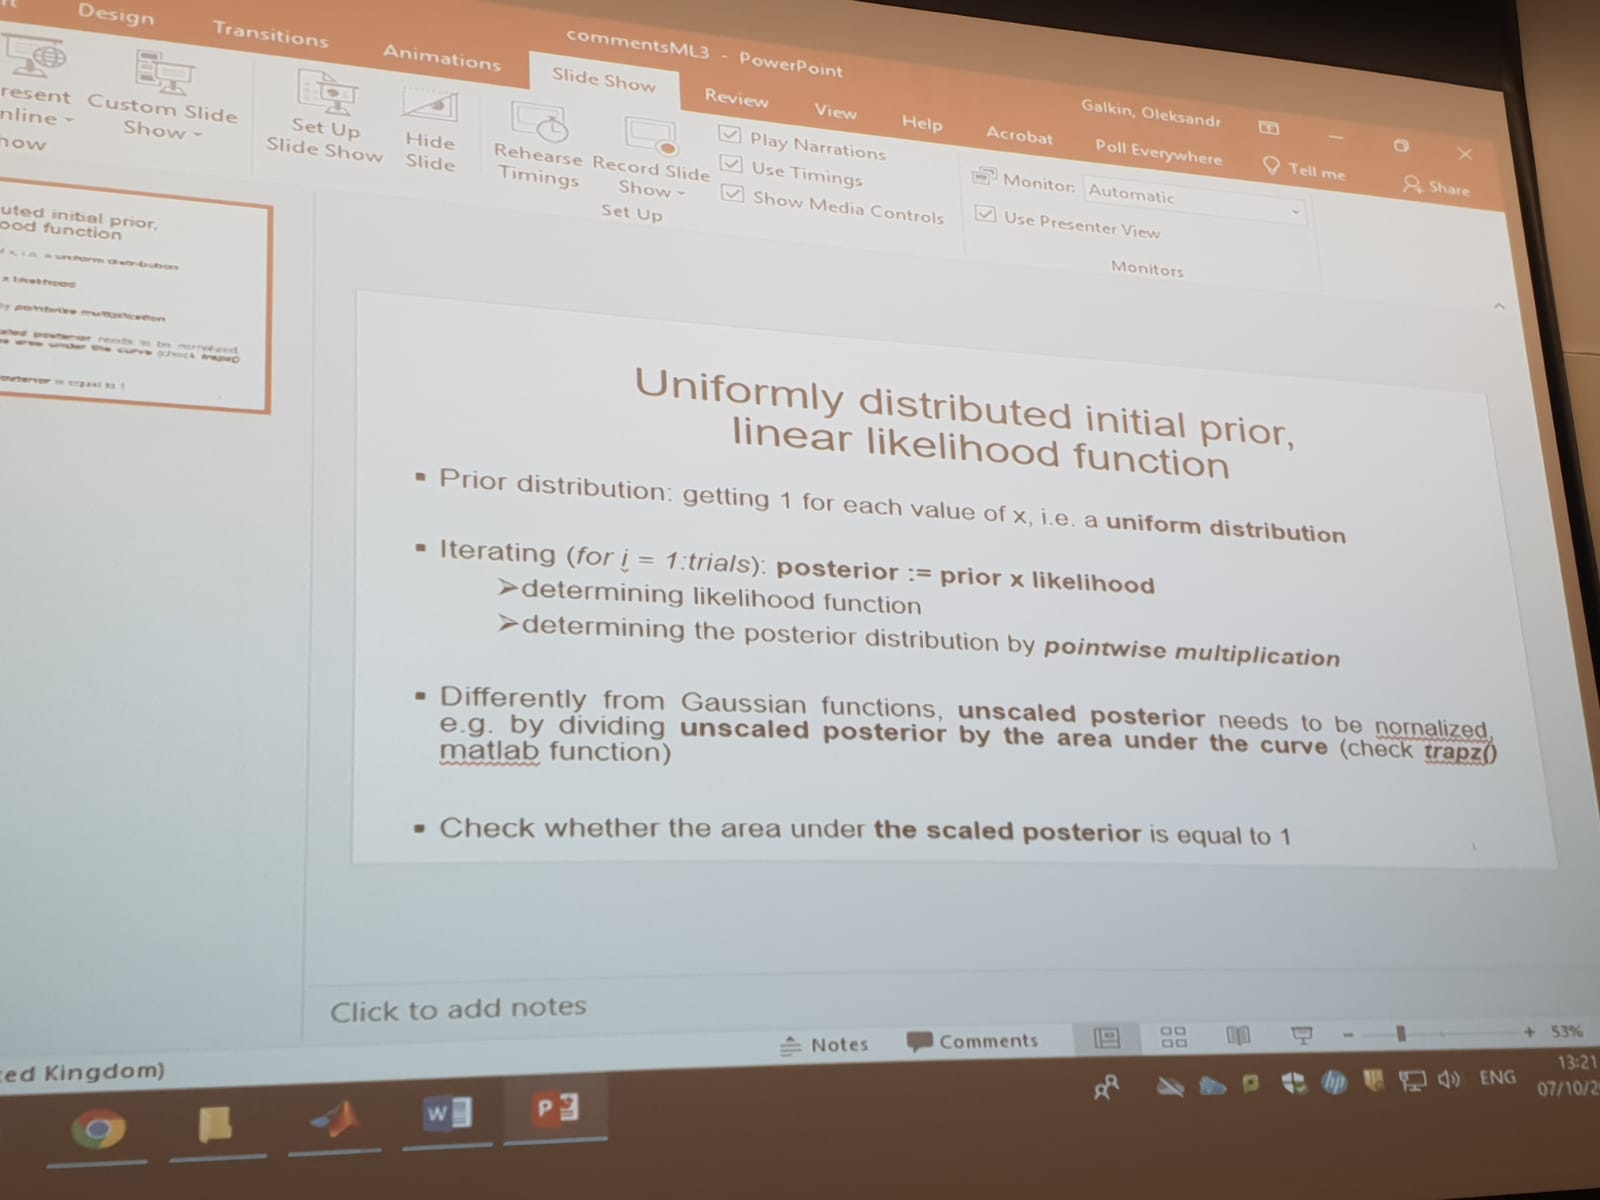 Design
Transitions
Animations
commentsML3 - PowerPoint
Slide Show
Review
View
Help
Acrobat
Poll Everywhere
Galkin, Oleksandr
Tell me
Share
resent
nline
how
Custom Slide
Show
Set Up
Slide Show
Hide
Slide
Rehearse
Timings
Record Slide
Show
Play Narrations
Use Timings
Show Media Controls
Set Up
Monitor: Automatic
Use Presenter View
Monitors
uted initial prior,
ood function
x likelihood
by pointwise multiplication
Uniformly distributed initial prior,
linear likelihood function
▪ Prior distribution: getting 1 for each value of x, i.e. a uniform distribution
▪ Iterating (for i = 1:trials): posterior := prior x likelihood
➢determining likelihood function
➢determining the posterior distribution by pointwise multiplication
▪ Differently from Gaussian functions, unscaled posterior needs to be nornalized,
e.g. by dividing unscaled posterior by the area under the curve (check trapz()
matlab function)
▪ Check whether the area under the scaled posterior is equal to 1
Click to add notes
Notes
Comments
53%
ed Kingdom)
W
P
hp
ENG
13:21
07/10/2